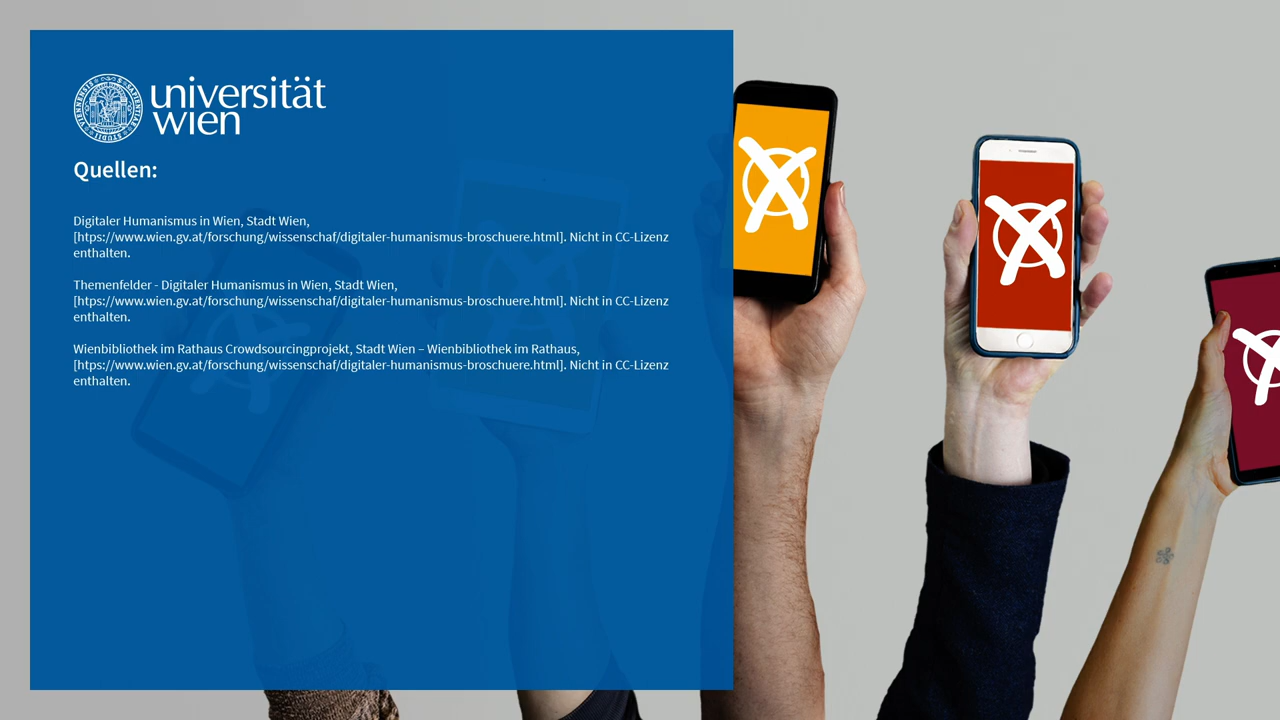 universität
wien
Quellen:
Digitaler Humanismus in Wien, Stadt Wien,
[htps://www.wien.gv.at/forschung/wissenschaf/digitaler-humanismus-broschuere.html]. Nicht in CC-Lizenz
enthalten.
Themenfelder - Digitaler Humanismus in Wien, Stadt Wien,
[htps://www.wien.gv.at/forschung/wissenschaf/digitaler-humanismus-broschuere.html]. Nicht in CC-Lizenz
enthalten.
Wienbibliothek im Rathaus Crowdsourcingprojekt, Stadt Wien – Wienbibliothek im Rathaus,
[htps://www.wien.gv.at/forschung/wissenschaf/digitaler-humanismus-broschuere.html]. Nicht in CC-Lizenz
enthalten.